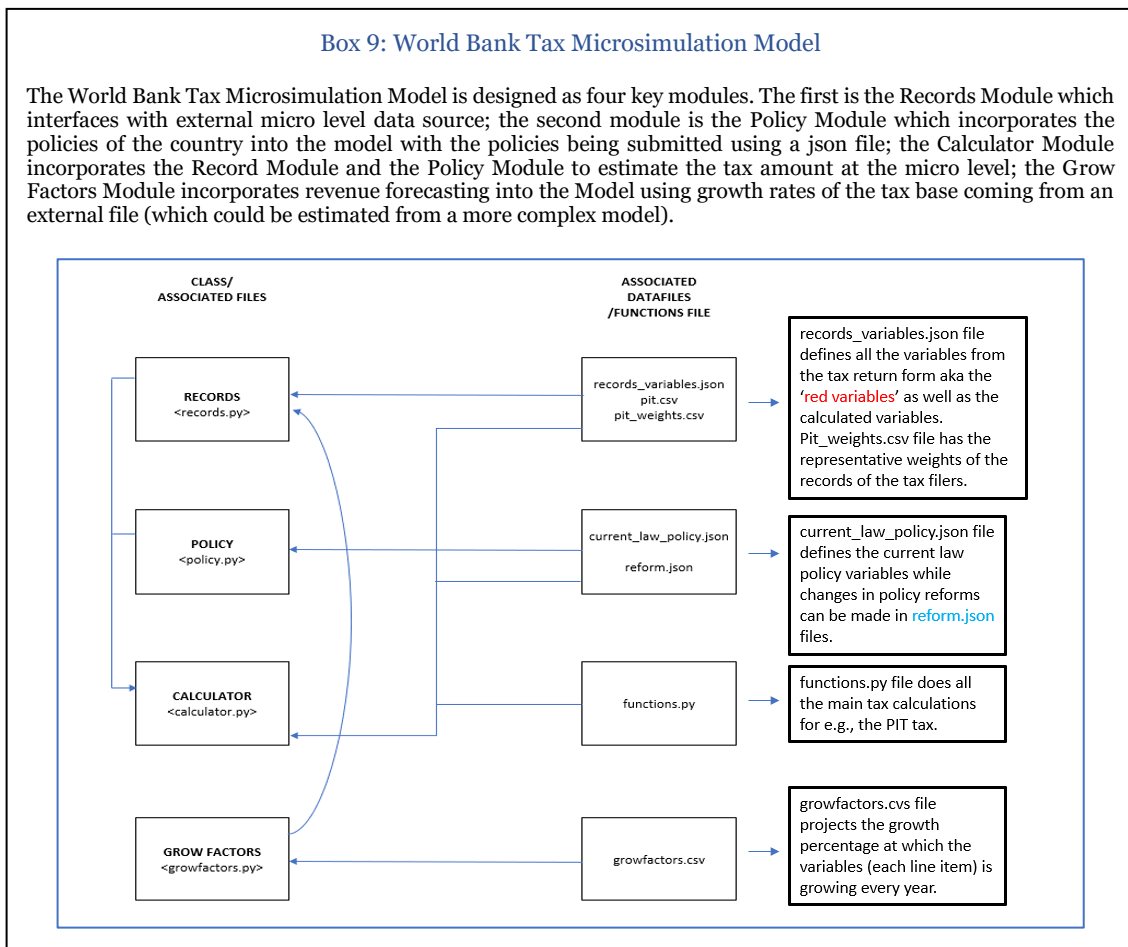 Box 9: World Bank Tax Microsimulation Model
The World Bank Tax Microsimulation Model is designed as four key modules. The first is the Records Module which
interfaces with external micro level data source; the second module is the Policy Module which incorporates the
policies of the country into the model with the policies being submitted using a json file; the Calculator Module
incorporates the Record Module and the Policy Module to estimate the tax amount at the micro level; the Grow
Factors Module incorporates revenue forecasting into the Model using growth rates of the tax base coming from an
external file (which could be estimated from a more complex model).
CLASS/
ASSOCIATED FILES
ASSOCIATED
DATAFILES
/FUNCTIONS FILE
RECORDS
<records.py>
records_variables.json
pit.csv
pit_weights.csv
records_variables.json file
defines all the variables from
the tax return form aka the
‘red variables’ as well as the
calculated variables.
Pit_weights.csv file has the
representative weights of the
records of the tax filers.
POLICY
<policy.py>
current_law_policy.json
reform.json
current_law_policy.json file
defines the current law
policy variables while
changes in policy reforms
can be made in reform.json
files.
CALCULATOR
<calculator.py>
functions.py
functions.py file does all
the main tax calculations
for e.g., the PIT tax.
GROW FACTORS
<growfactors.py>
growfactors.csv
growfactors.cvs file
projects the growth
percentage at which the
variables (each line item) is
growing every year.